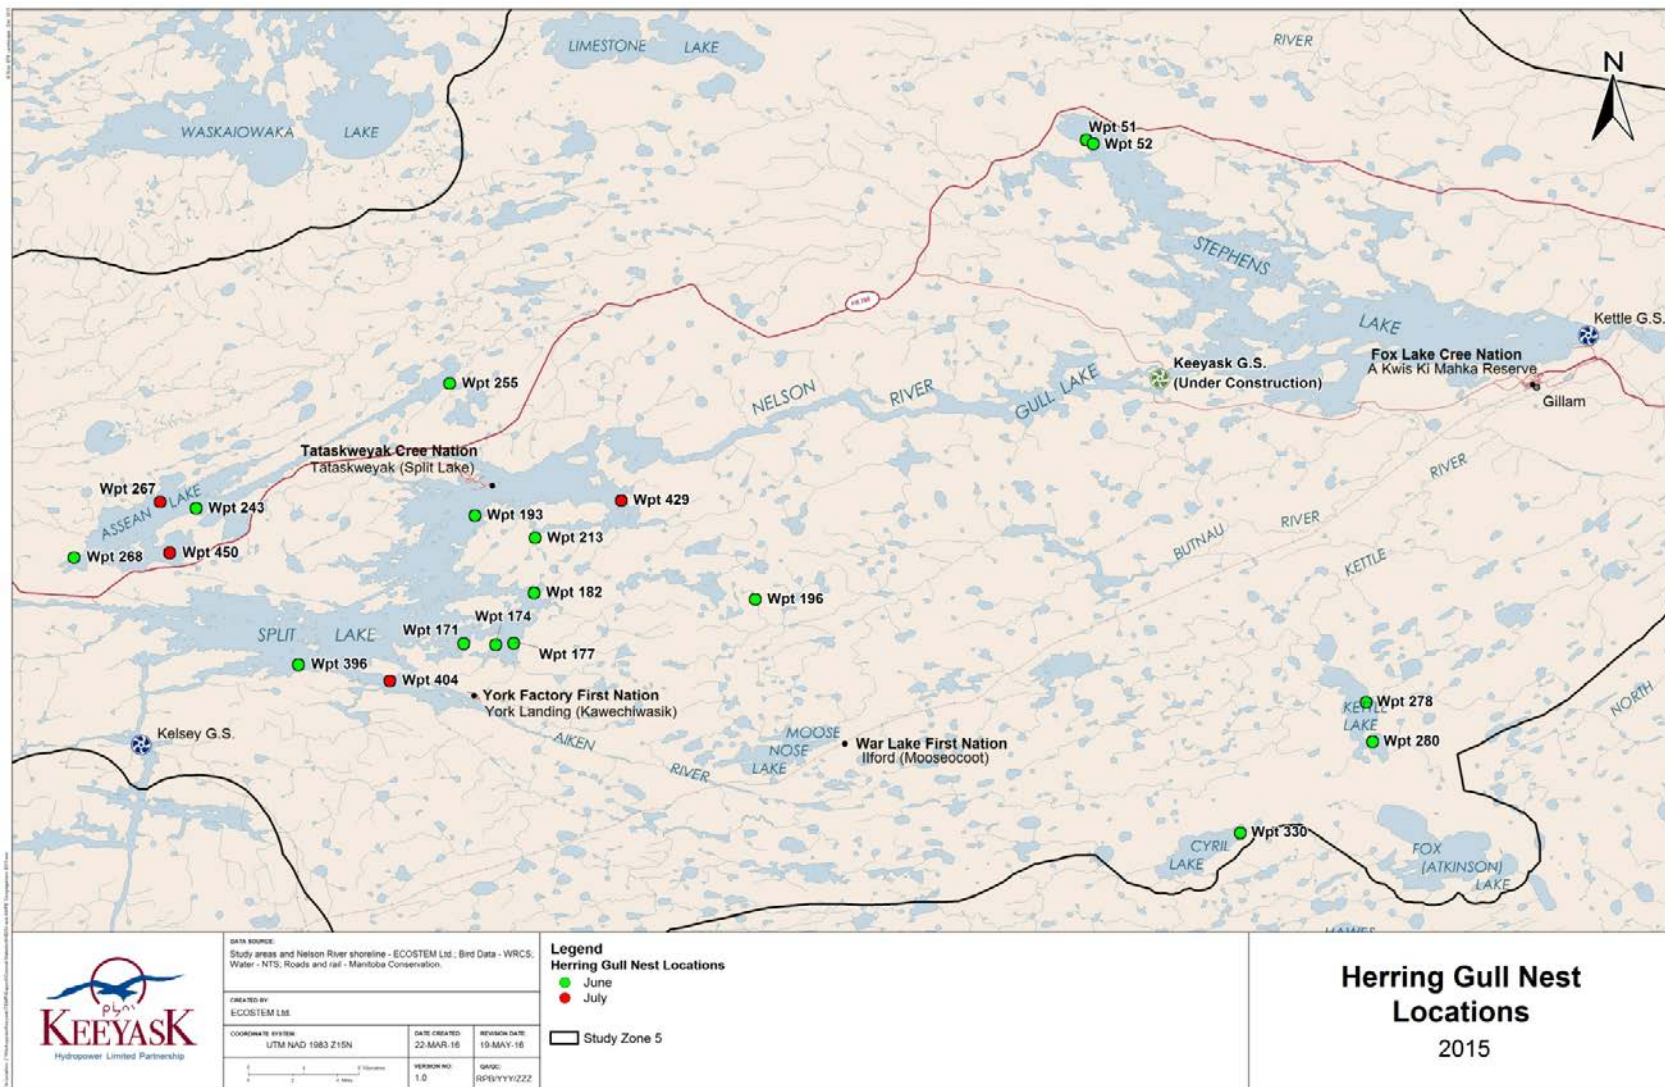 LIMESTONE LAKE
RIVER
N
WASKAIOWAKA LAKE
Wpt 51
Wpt 52
STEPHENS
LAKE
Kettle G.S.
PR 280
Keeyask G.S.
(Under Construction)
Fox Lake Cree Nation
A Kwis Ki Mahka Reserve
Gillam
Wpt 255
NELSON
RIVER
GULL LAKE
Tataskweyak Cree Nation
Tataskweyak (Split Lake)
RIVER
Wpt 267
ASSEAN LAKE
Wpt 243
Wpt 193
Wpt 429
Wpt 213
BUTNAU
RIVER
Wpt 268
Wpt 450
KETTLE
Wpt 182
Wpt 196
Wpt 174
Wpt 171
SPLIT LAKE
Wpt 177
Wpt 396
Wpt 404
York Factory First Nation
York Landing (Kawechiwasik)
Wpt 278
KETTLE
LAKE
NORTH
Kelsey G.S.
AIKEN
RIVER
MOOSE
NOSE
LAKE
War Lake First Nation
Ilford (Mooseocoot)
Wpt 280
Wpt 330
CYRIL
LAKE
FOX
(ATKINSON)
LAKE
HAWES
KEEYASK
Hydropower Limited Partnership
DATA SOURCE:
Study areas and Nelson River shoreline - ECOSTEM Ltd.; Bird Data - WRCS;
Water - NTS; Roads and rail - Manitoba Conservation.
CREATED BY:
ECOSTEM Ltd.
COORDINATE SYSTEM:
UTM NAD 1983 Z15N
DATE CREATED:
22-MAR-16
REVISION DATE:
19-MAY-16
VERSION NO:
1.0
QA/QC:
RPB/YYY/ZZZ
Legend
Herring Gull Nest Locations
June
July
Study Zone 5
Herring Gull Nest
Locations
2015